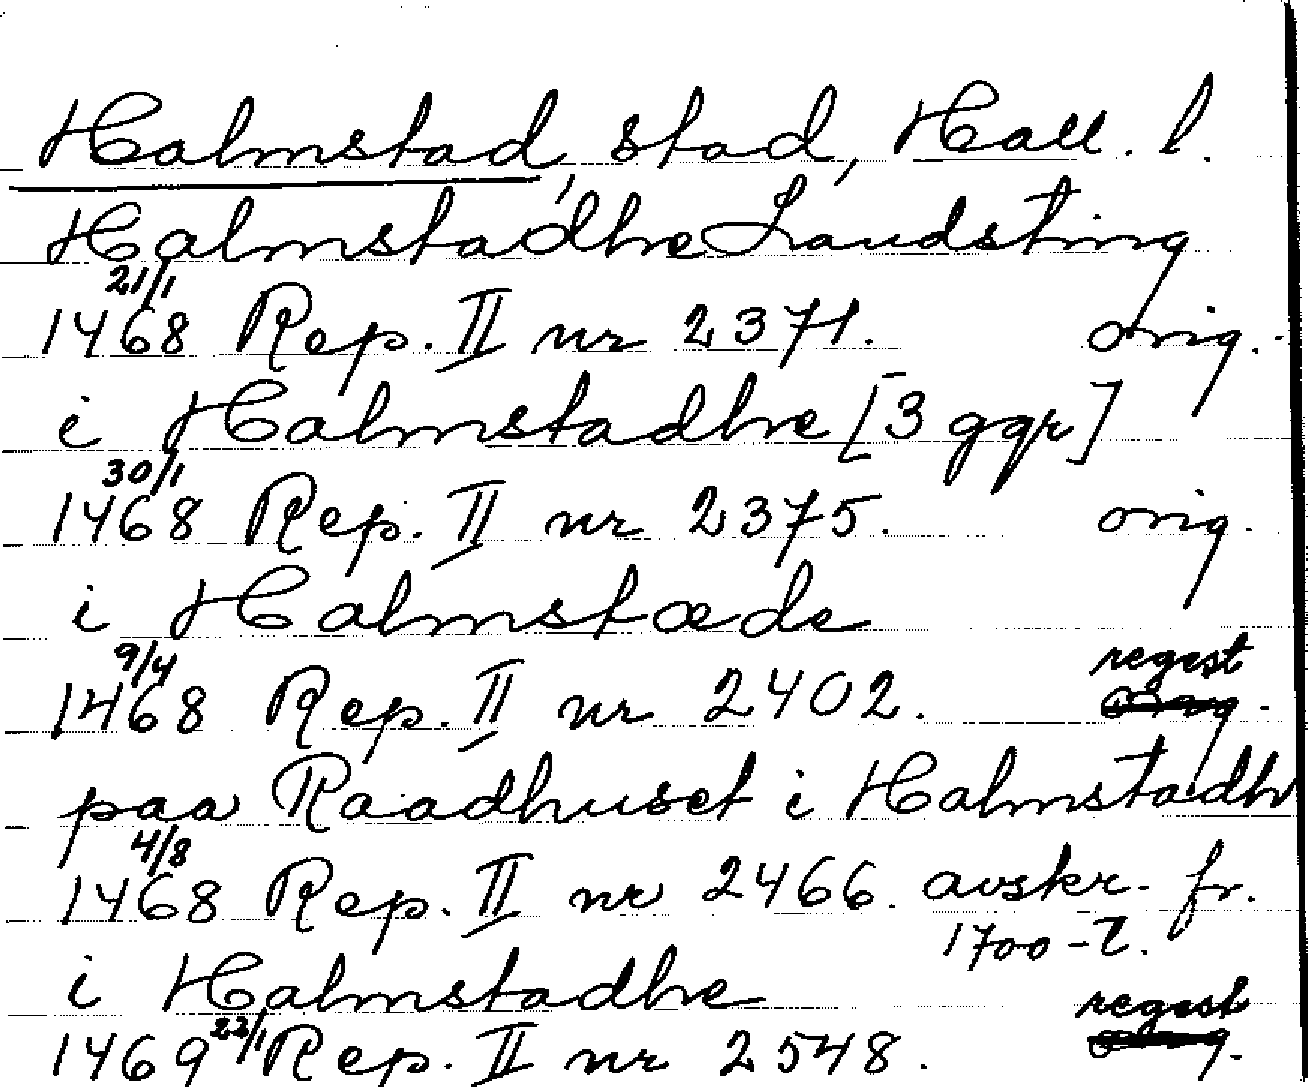 Halmstad, stad, Hall. l.
Halmstadhe Landsting
21/1
1468 Rep. II nr 2371. orig.
i Halmstadhe [3 ggr]
30/1
1468 Rep. II nr 2375. orig.
i Halmstæde
9/4 regest
1468 Rep. II nr 2402. orig.
paa Raadhuset i Halmstadh
4/8
1468 Rep. II nr 2466. avskr. fr.
1700-t.
i Halmstadhe
22/1 regest
1469 Rep. II nr 2548.